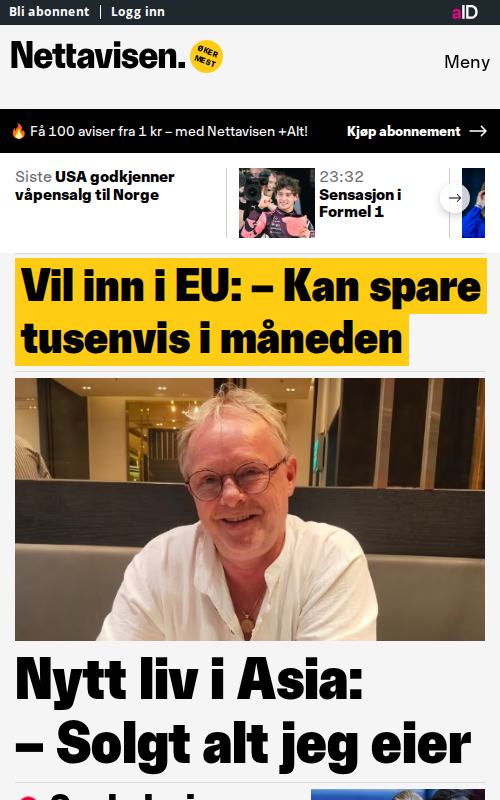 Bli abonnent
Logg inn
aID
Nettavisen.
ØKER
MEST
Meny
🔥 Få 100 aviser fra 1 kr – med Nettavisen +Alt!
Kjøp abonnement →
Siste USA godkjenner
våpensalg til Norge
23:32
Sensasjon i
Formel 1
Vil inn i EU: – Kan spare
tusenvis i måneden
Nytt liv i Asia:
– Solgt alt jeg eier